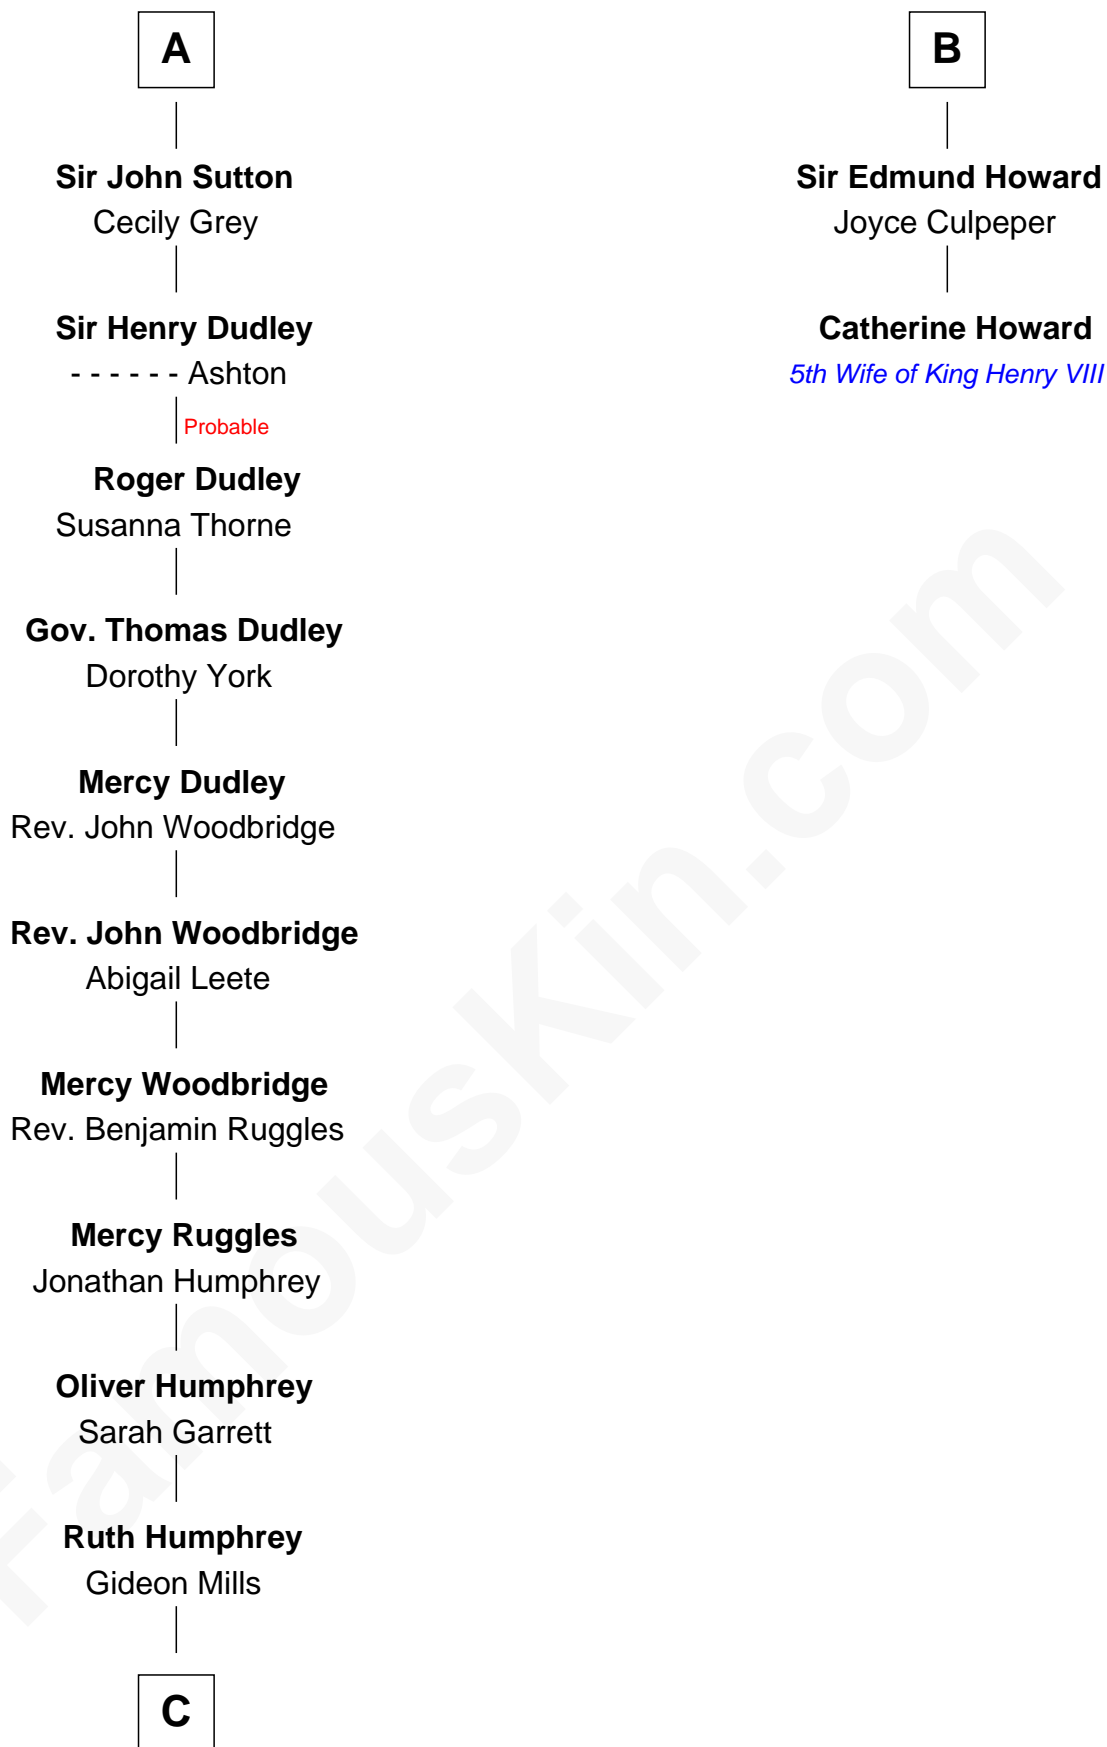 A
Sir John Sutton
Cecily Grey
Sir Henry Dudley
- - - - - - Ashton
Probable
Roger Dudley
Susanna Thorne
Gov. Thomas Dudley
Dorothy York
Mercy Dudley
Rev. John Woodbridge
Rev. John Woodbridge
Abigail Leete
Mercy Woodbridge
Rev. Benjamin Ruggles
Mercy Ruggles
Jonathan Humphrey
Oliver Humphrey
Sarah Garrett
Ruth Humphrey
Gideon Mills
C
B
Sir Edmund Howard
Joyce Culpeper
Catherine Howard
5th Wife of King Henry VIII
FamousKin.com